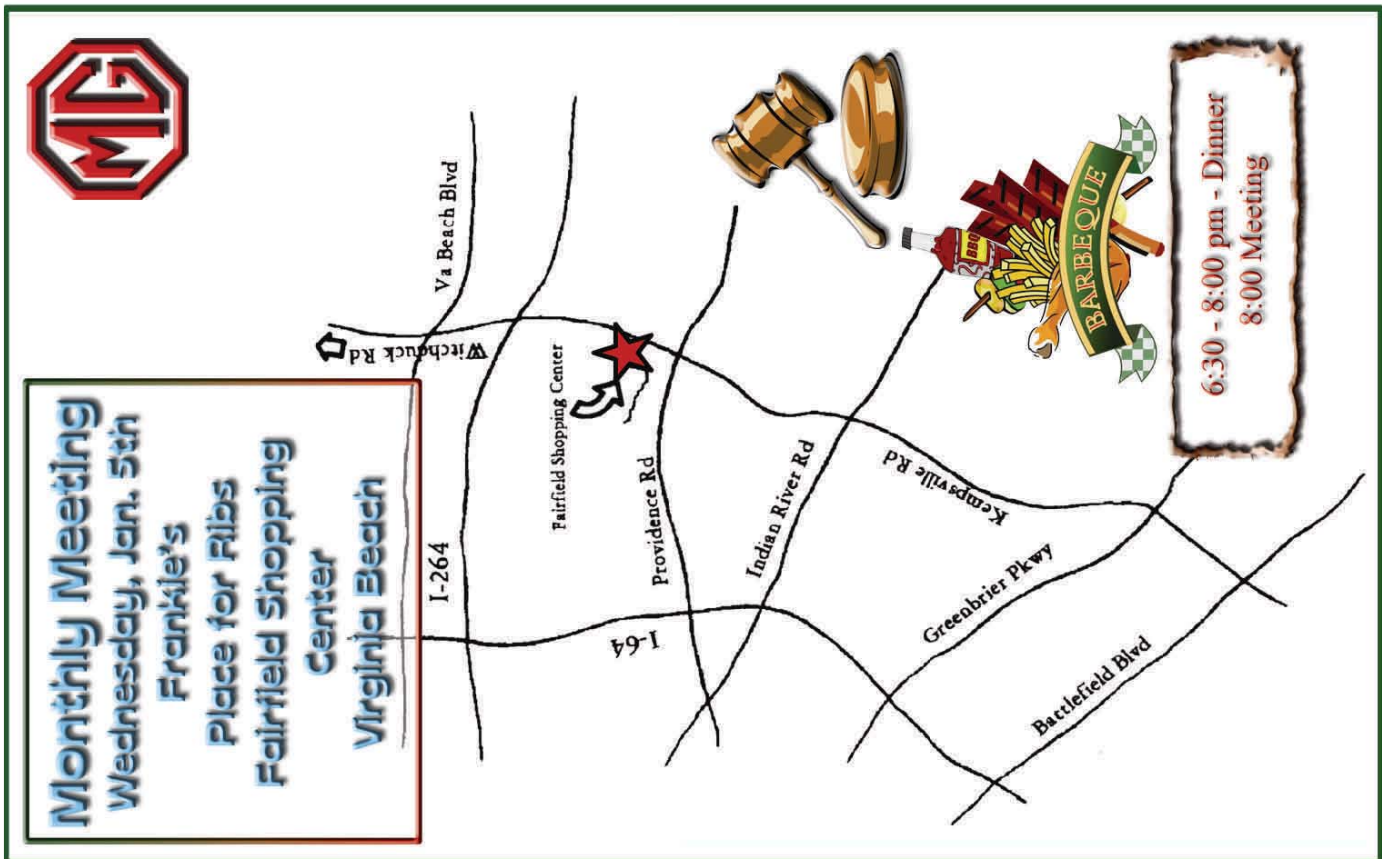 Monthly Meeting
Wednesday, Jan. 5th
Frankie's
Place for Ribs
Fairfield Shopping
Center
Virginia Beach
MG
Va Beach Blvd
Witchduck Rd
I-264
Fairfield Shopping Center
Providence Rd
I-64
Indian River Rd
Kempsville Rd
Greenbrier Pkwy
Battlefield Blvd
BBQ
BARBEQUE
6:30 - 8:00 pm - Dinner
8:00 Meeting